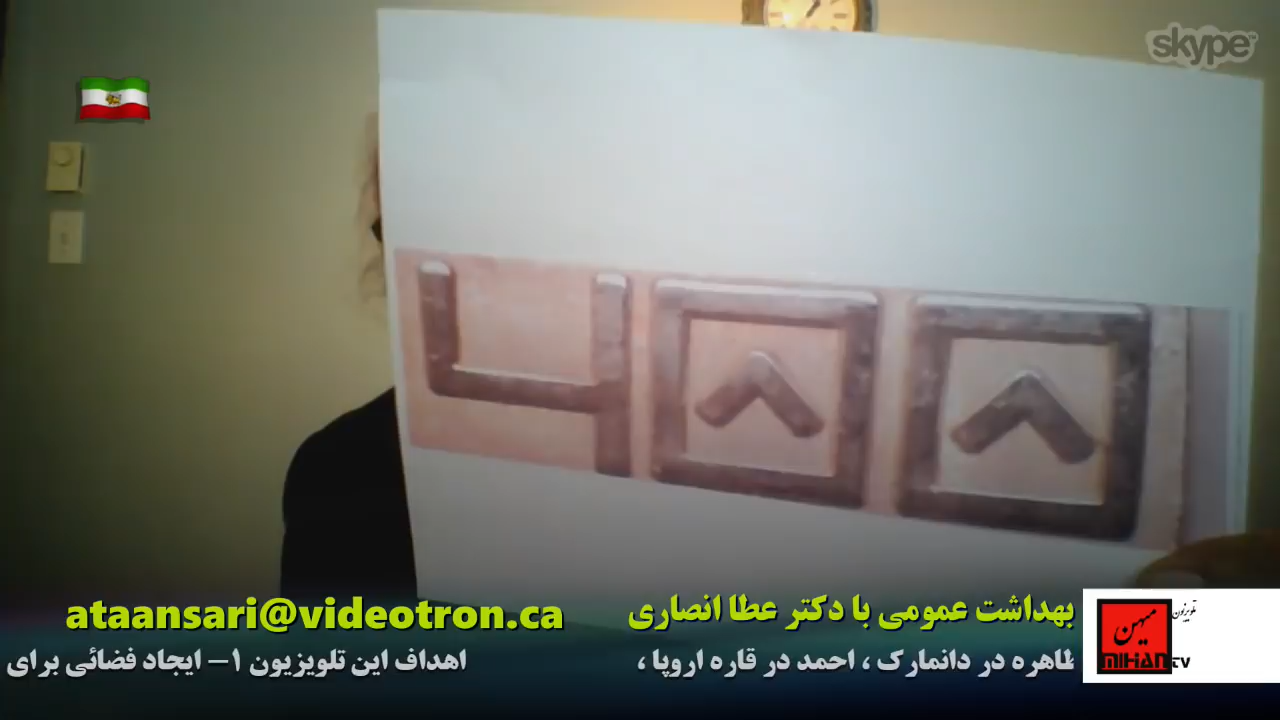 skype
400
ataansari@videotron.ca
بهداشت عمومی با دکتر عطا انصاری
طاهره در دانمارک ، احمد در قاره اروپا ،
اهداف این تلویزیون ۱- ایجاد فضائی برای
تلویزیون
میهن
MIHAN TV